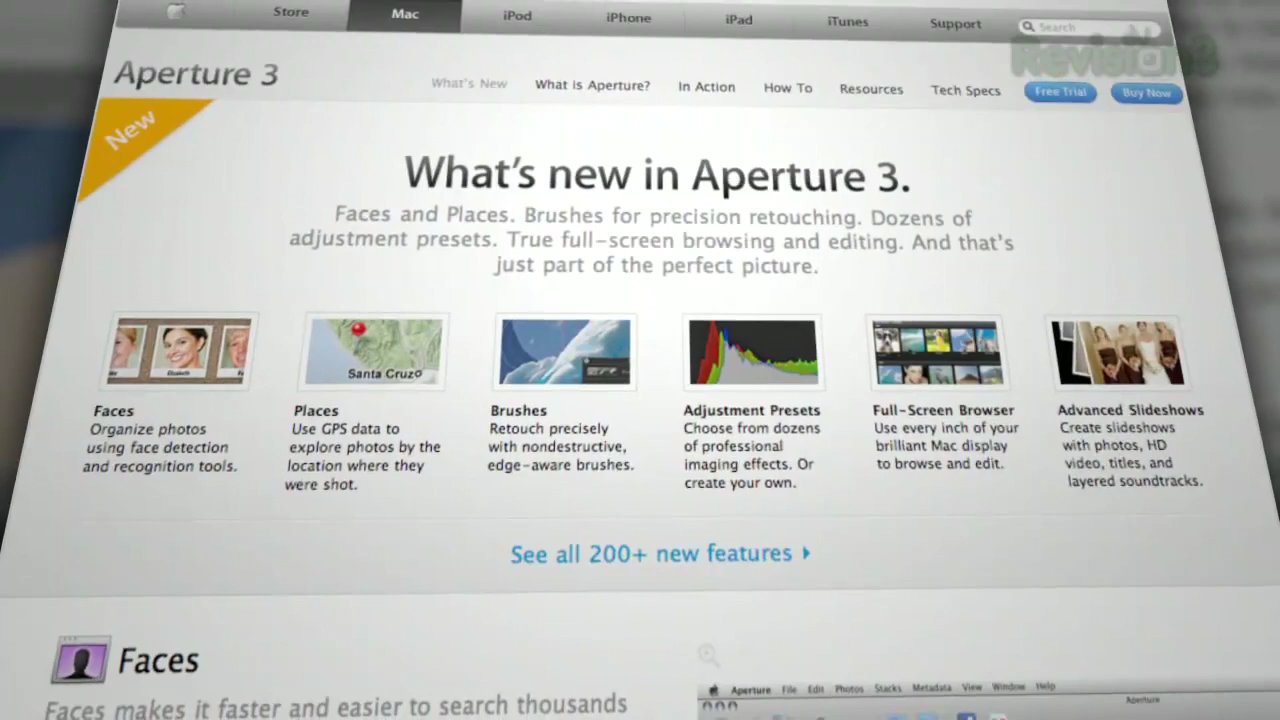 Store Mac iPod iPhone iPad iTunes Support Search
Revision3
Aperture 3
What's New What is Aperture? In Action How To Resources Tech Specs Free Trial Buy Now
New
What's new in Aperture 3.
Faces and Places. Brushes for precision retouching. Dozens of
adjustment presets. True full-screen browsing and editing. And that's
just part of the perfect picture.
Elizabeth
Santa Cruz
Faces
Organize photos
using face detection
and recognition tools.
Places
Use GPS data to
explore photos by the
location where they
were shot.
Brushes
Retouch precisely
with nondestructive,
edge-aware brushes.
Adjustment Presets
Choose from dozens
of professional
imaging effects. Or
create your own.
Full-Screen Browser
Use every inch of your
brilliant Mac display
to browse and edit.
Advanced Slideshows
Create slideshows
with photos, HD
video, titles, and
layered soundtracks.
See all 200+ new features
Faces
Faces makes it faster and easier to search thousands
Aperture File Edit Photos Stacks Metadata View Window Help
Aperture